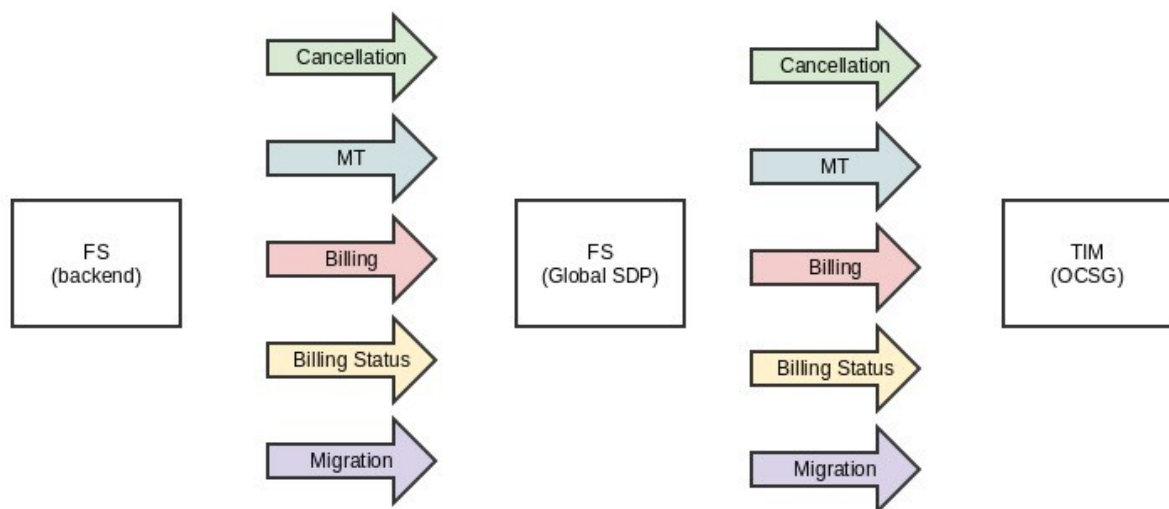 Cancellation
Cancellation
MT
MT
FS
(backend)
Billing
FS
(Global SDP)
Billing
TIM
(OCSG)
Billing Status
Billing Status
Migration
Migration